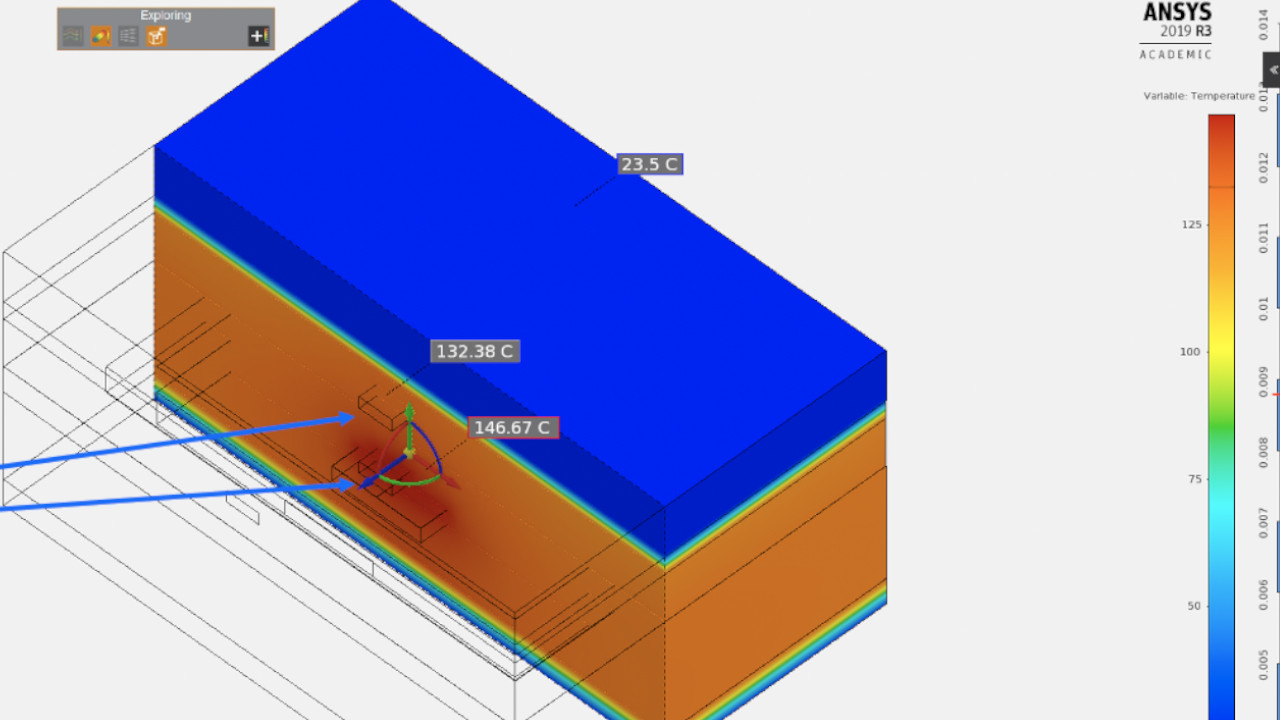 Exploring
ANSYS
2019 R3
ACADEMIC
Variable: Temperature
23.5 C
132.38 C
146.67 C
125
100
75
50
0.014
0.012
0.011
0.01
0.009
0.008
0.007
0.006
0.005